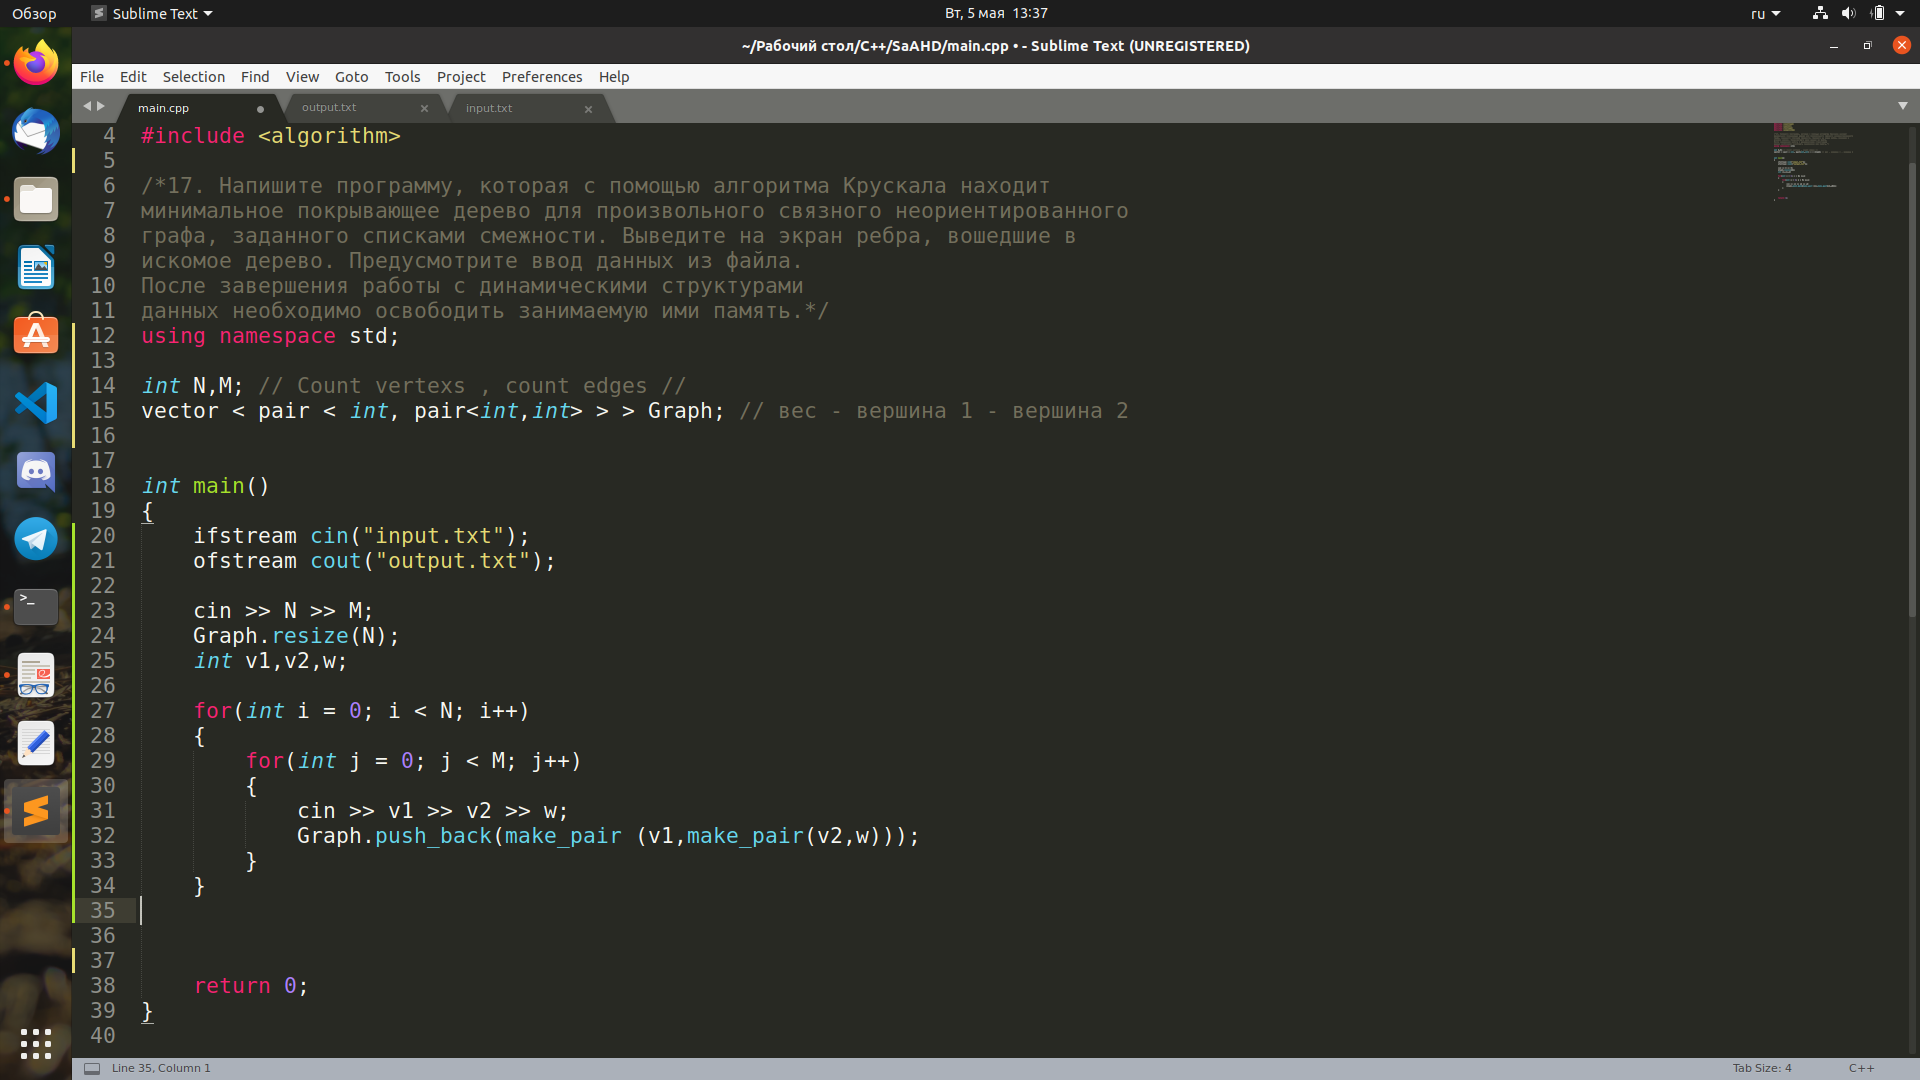 Обзор
Sublime Text
Вт, 5 мая 13:37
ru
~/Рабочий стол/C++/SaAHD/main.cpp • - Sublime Text (UNREGISTERED)
File Edit Selection Find View Goto Tools Project Preferences Help
main.cpp output.txt input.txt
4 #include <algorithm>
5
6 /*17. Напишите программу, которая с помощью алгоритма Крускала находит
7 минимальное покрывающее дерево для произвольного связного неориентированного
8 графа, заданного списками смежности. Выведите на экран ребра, вошедшие в
9 искомое дерево. Предусмотрите ввод данных из файла.
10 После завершения работы с динамическими структурами
11 данных необходимо освободить занимаемую ими память.*/
12 using namespace std;
13
14 int N,M; // Count vertexs , count edges //
15 vector < pair < int, pair<int,int> > > Graph; // вес - вершина 1 - вершина 2
16
17
18 int main()
19 {
20 ifstream cin("input.txt");
21 ofstream cout("output.txt");
22
23 cin >> N >> M;
24 Graph.resize(N);
25 int v1,v2,w;
26
27 for(int i = 0; i < N; i++)
28 {
29 for(int j = 0; j < M; j++)
30 {
31 cin >> v1 >> v2 >> w;
32 Graph.push_back(make_pair (v1,make_pair(v2,w)));
33 }
34 }
35
36
37
38 return 0;
39 }
40
Line 35, Column 1
Tab Size: 4 C++